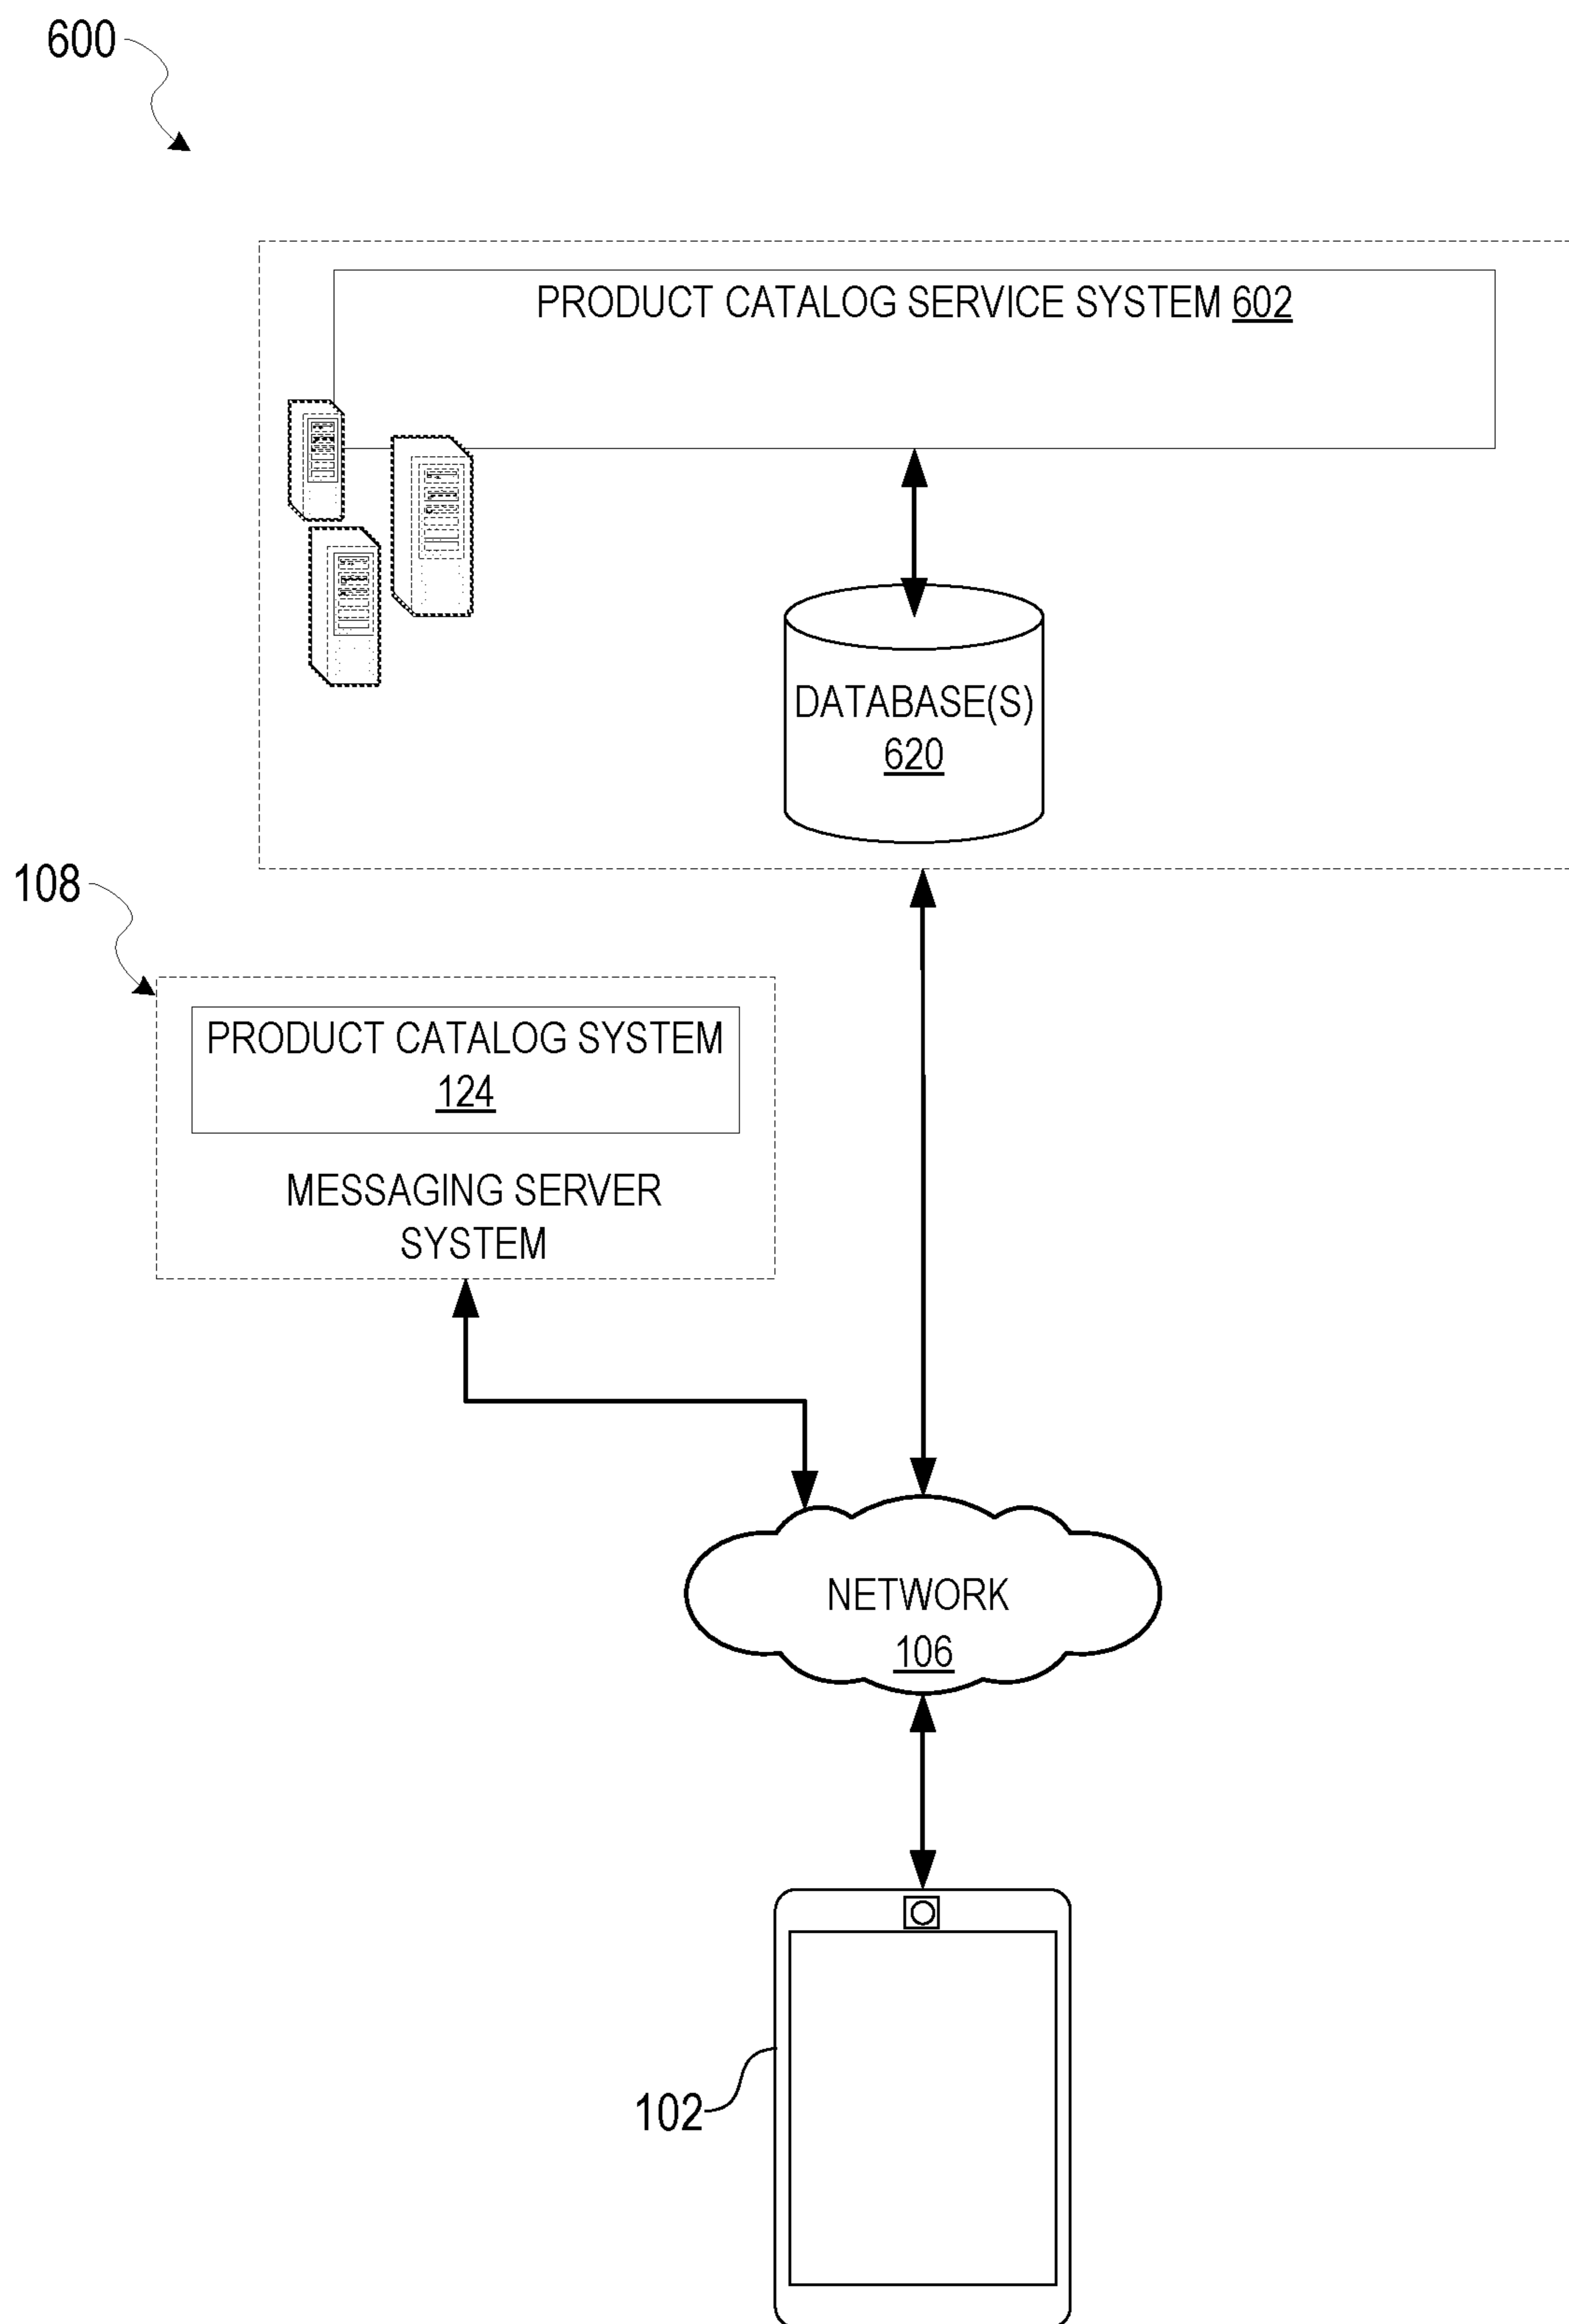 600
PRODUCT CATALOG SERVICE SYSTEM 602
DATABASE(S)
620
108
PRODUCT CATALOG SYSTEM
124
MESSAGING SERVER
SYSTEM
NETWORK
106
102